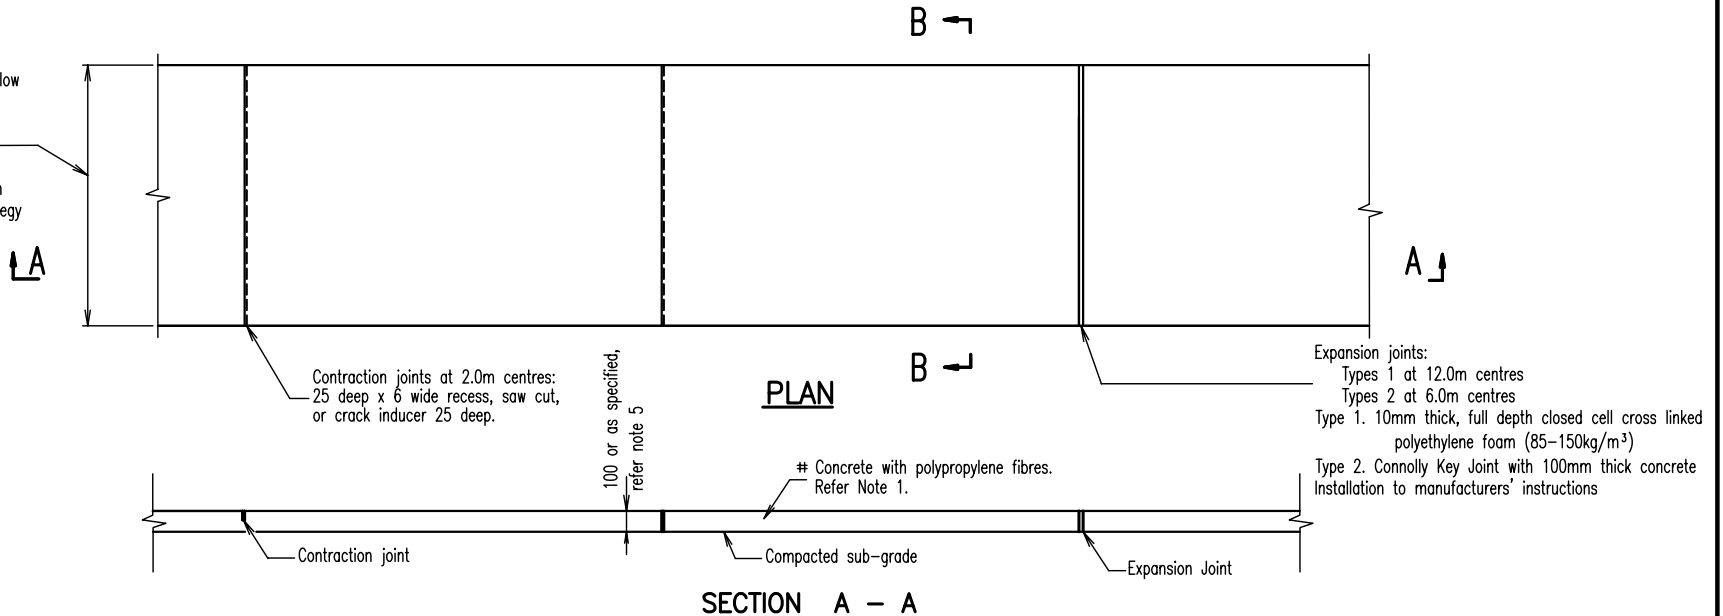 B
low
egy
A
A
Contraction joints at 2.0m centres:
25 deep x 6 wide recess, saw cut,
or crack inducer 25 deep.
100 or as specified,
refer note 5
PLAN
B
Expansion joints:
Types 1 at 12.0m centres
Types 2 at 6.0m centres
Type 1. 10mm thick, full depth closed cell cross linked
polyethylene foam (85-150kg/m³)
Type 2. Connolly Key Joint with 100mm thick concrete
Installation to manufacturers' instructions
# Concrete with polypropylene fibres.
Refer Note 1.
Contraction joint
Compacted sub-grade
Expansion Joint
SECTION A - A